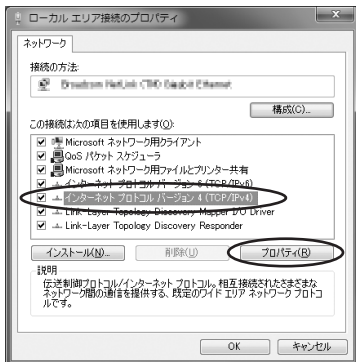 ローカル エリア接続のプロパティ
ネットワーク
接続の方法:
構成(C)...
この接続は次の項目を使用します(O):
Microsoft ネットワーク用クライアント
QoS パケット スケジューラ
Microsoft ネットワーク用ファイルとプリンター共有
インターネット プロトコル バージョン 6 (TCP/IPv6)
インターネット プロトコル バージョン 4 (TCP/IPv4)
Link-Layer Topology Discovery Mapper I/O Driver
Link-Layer Topology Discovery Responder
インストール(N)...
削除(U)
プロパティ(R)
説明
伝送制御プロトコル/インターネット プロトコル。相互接続されたさまざまな
ネットワーク間の通信を提供する、既定のワイド エリア ネットワーク プロトコ
ルです。
OK
キャンセル